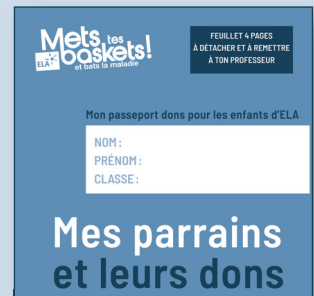 Mets tes
baskets!
ELA
et bats la maladie
FEUILLET 4 PAGES
À DÉTACHER ET À REMETTRE
À TON PROFESSEUR
Mon passeport dons pour les enfants d'ELA
NOM :
PRÉNOM :
CLASSE :
Mes parrains
et leurs dons